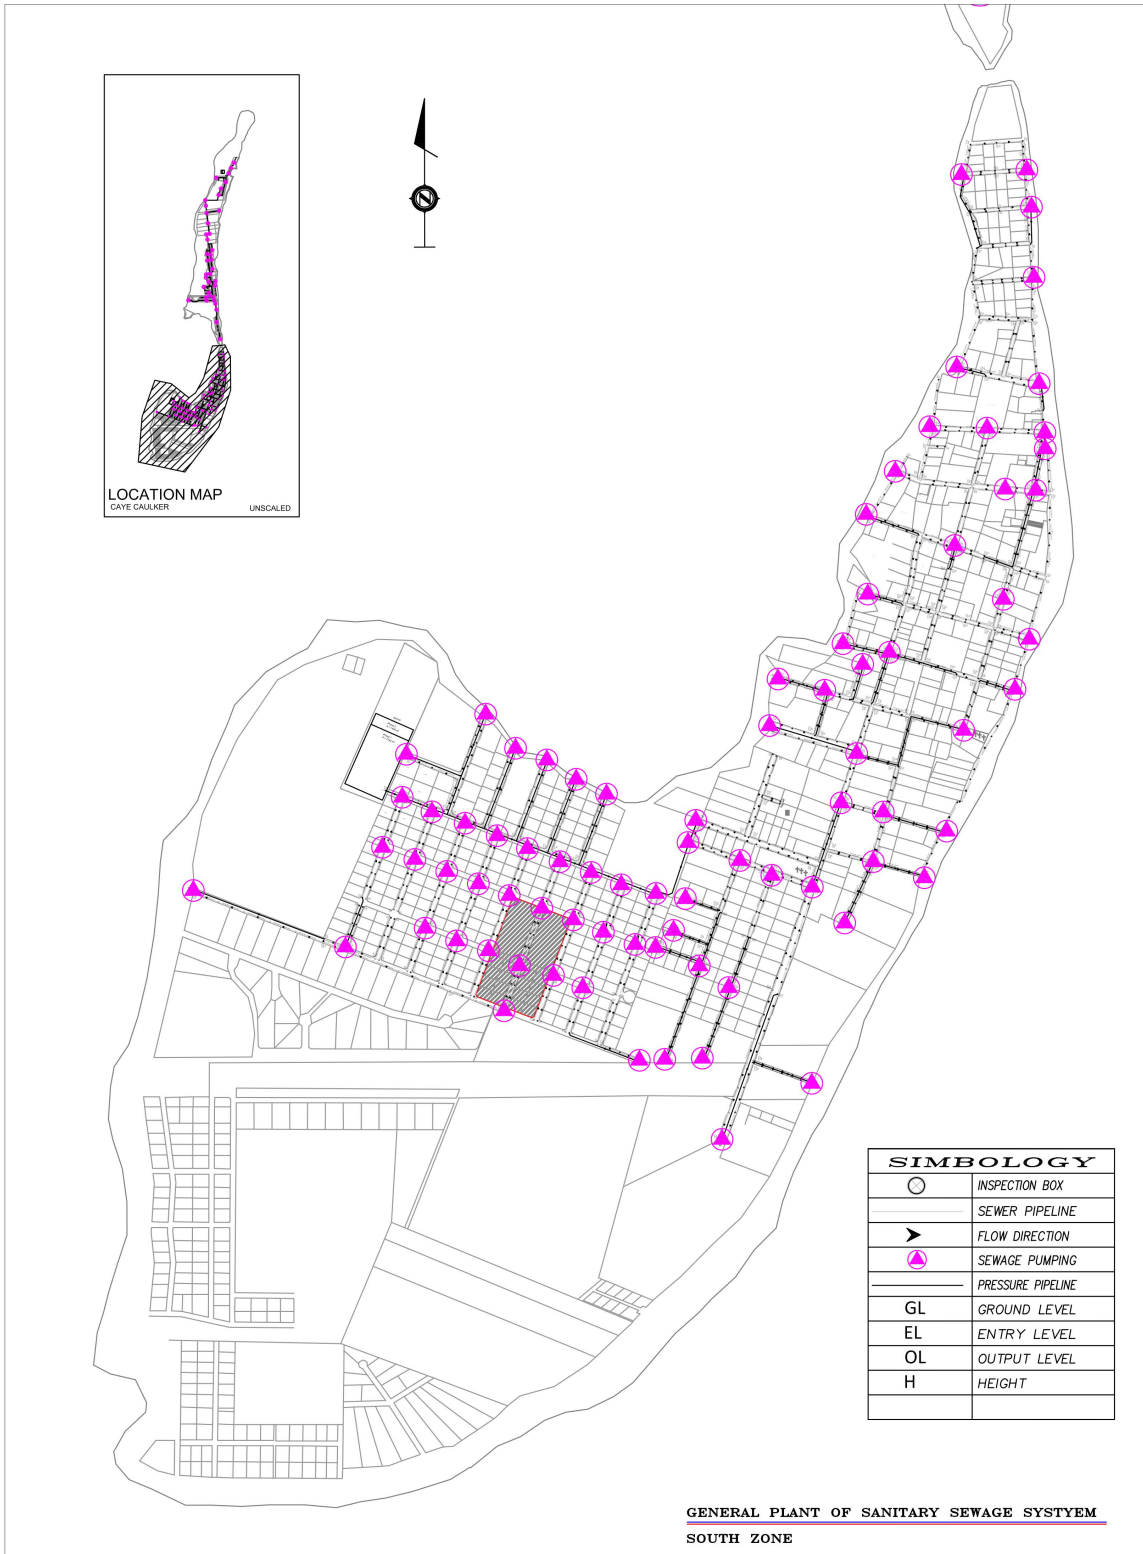 LOCATION MAP
CAYE CAULKER
UNSCALED
N
SIMBOLOGY
INSPECTION BOX
SEWER PIPELINE
FLOW DIRECTION
SEWAGE PUMPING
PRESSURE PIPELINE
GL GROUND LEVEL
EL ENTRY LEVEL
OL OUTPUT LEVEL
H HEIGHT
GENERAL PLANT OF SANITARY SEWAGE SYSTYEM
SOUTH ZONE